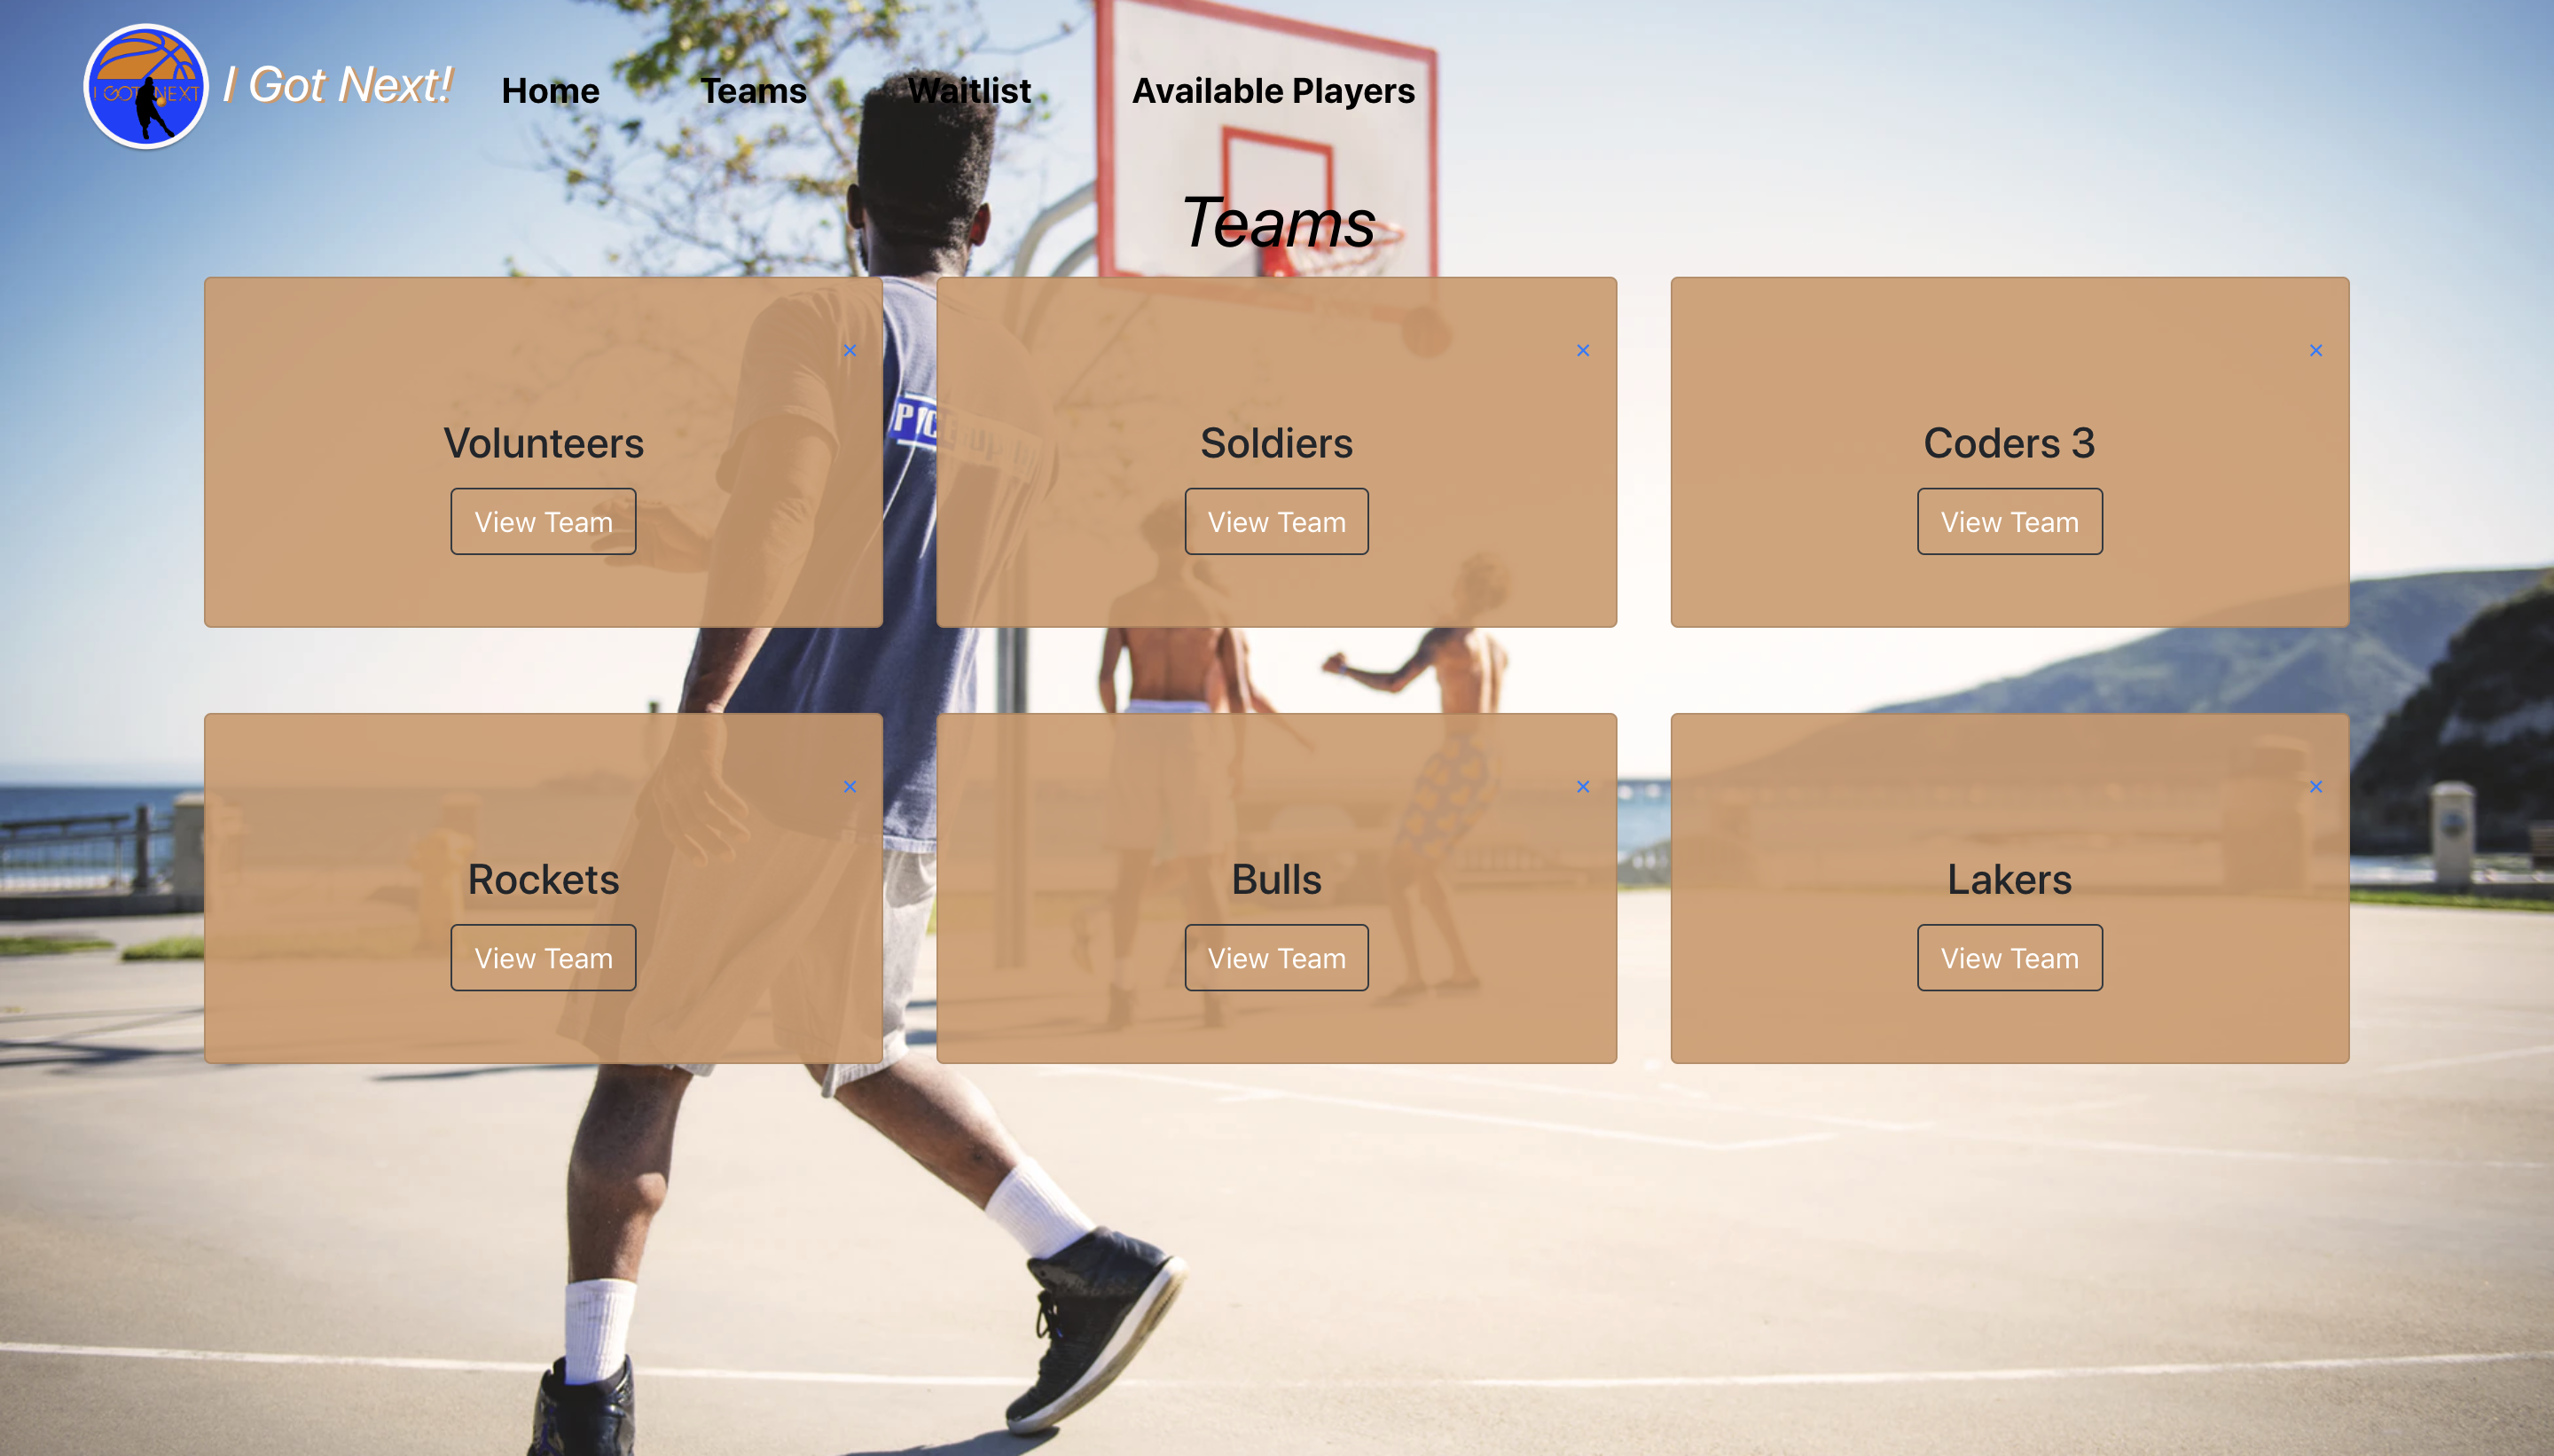 I GOT NEXT
I Got Next!
Home
Teams
Waitlist
Available Players
Teams
×
×
×
Volunteers
Soldiers
Coders 3
View Team
View Team
View Team
×
×
×
Rockets
Bulls
Lakers
View Team
View Team
View Team